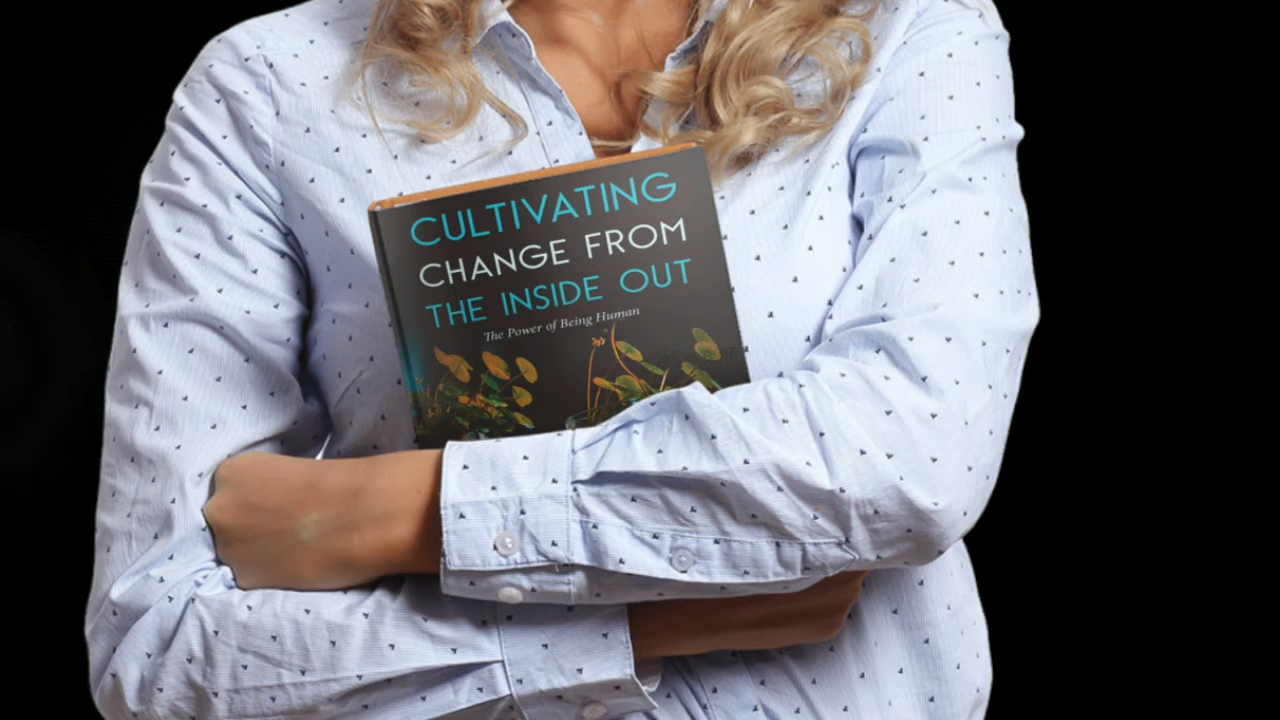 CULTIVATING
CHANGE FROM
THE INSIDE OUT
The Power of Being Human